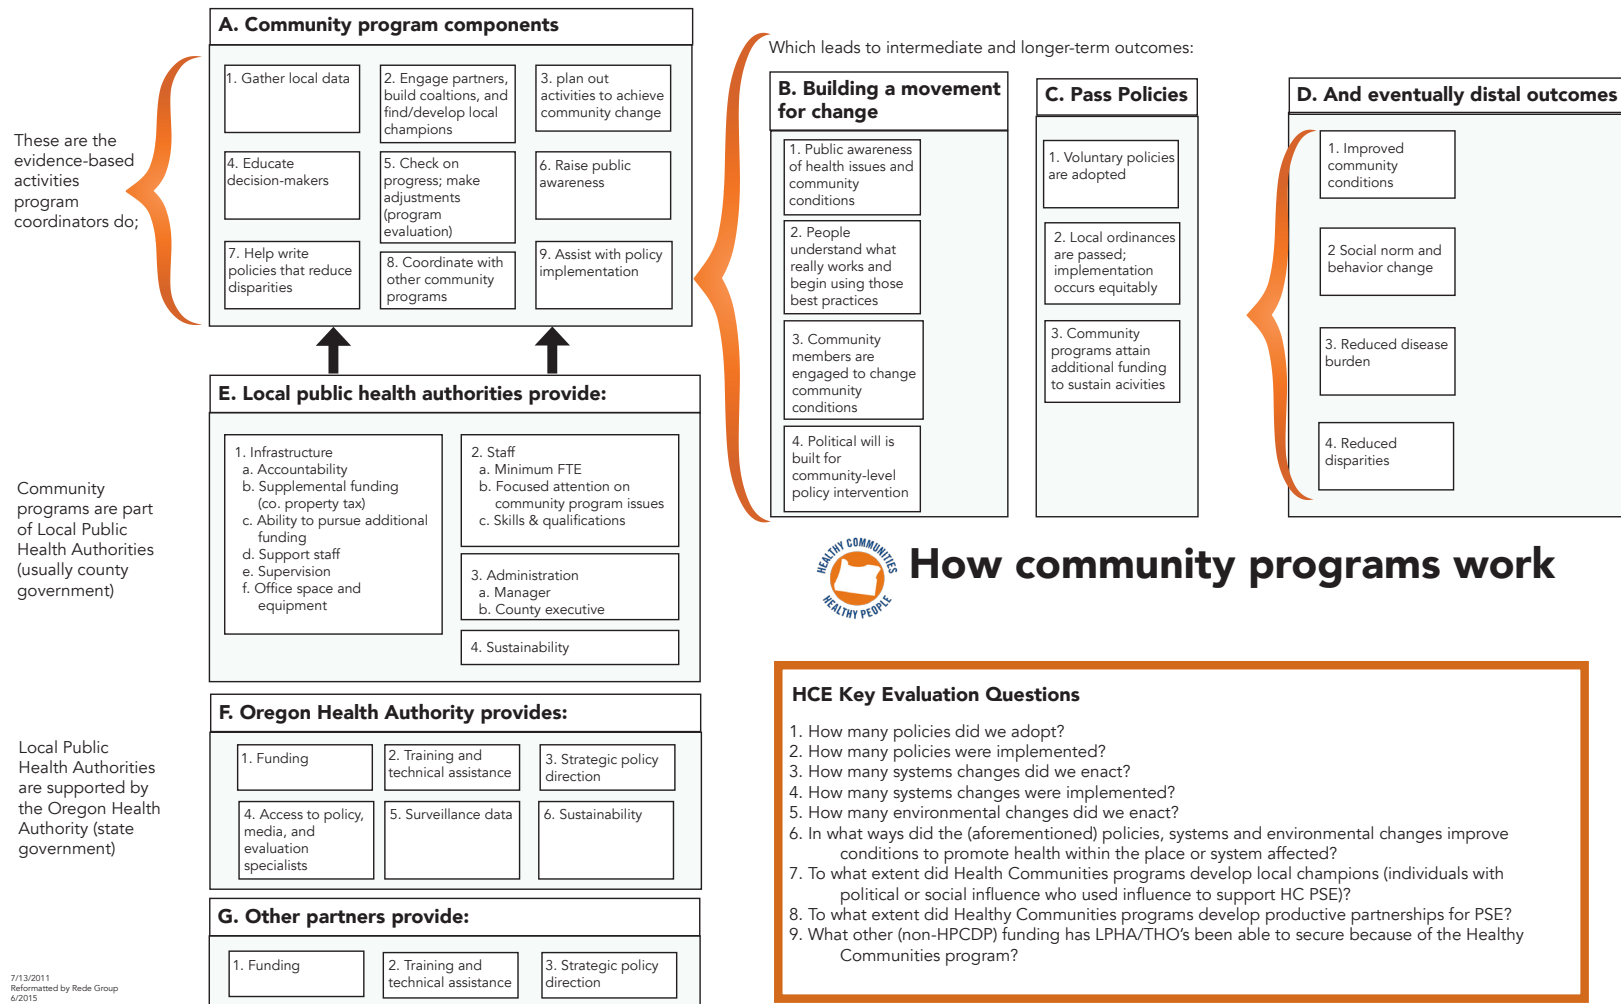 A. Community program components
These are the
evidence-based
activities
program
coordinators do;
1. Gather local data
2. Engage partners,
build coaltions, and
find/develop local
champions
3. plan out
activities to achieve
community change
4. Educate
decision-makers
5. Check on
progress; make
adjustments
(program
evaluation)
6. Raise public
awareness
7. Help write
policies that reduce
disparities
8. Coordinate with
other community
programs
9. Assist with policy
implementation
Which leads to intermediate and longer-term outcomes:
B. Building a movement
for change
1. Public awareness
of health issues and
community
conditions
2. People
understand what
really works and
begin using those
best practices
3. Community
members are
engaged to change
community
conditions
4. Political will is
built for
community-level
policy intervention
C. Pass Policies
1. Voluntary policies
are adopted
2. Local ordinances
are passed;
implementation
occurs equitably
3. Community
programs attain
additional funding
to sustain acivities
D. And eventually distal outcomes
1. Improved
community
conditions
2 Social norm and
behavior change
3. Reduced disease
burden
4. Reduced
disparities
Community
programs are part
of Local Public
Health Authorities
(usually county
government)
E. Local public health authorities provide:
1. Infrastructure
a. Accountability
b. Supplemental funding
(co. property tax)
c. Ability to pursue additional
funding
d. Support staff
e. Supervision
f. Office space and
equipment
2. Staff
a. Minimum FTE
b. Focused attention on
community program issues
c. Skills & qualifications
3. Administration
a. Manager
b. County executive
4. Sustainability
HEALTHY COMMUNITIES
HEALTHY PEOPLE
How community programs work
Local Public
Health Authorities
are supported by
the Oregon Health
Authority (state
government)
F. Oregon Health Authority provides:
1. Funding
2. Training and
technical assistance
3. Strategic policy
direction
4. Access to policy,
media, and
evaluation
specialists
5. Surveillance data
6. Sustainability
G. Other partners provide:
1. Funding
2. Training and
technical assistance
3. Strategic policy
direction
HCE Key Evaluation Questions
1. How many policies did we adopt?
2. How many policies were implemented?
3. How many systems changes did we enact?
4. How many systems changes were implemented?
5. How many environmental changes did we enact?
6. In what ways did the (aforementioned) policies, systems and environmental changes improve
conditions to promote health within the place or system affected?
7. To what extent did Health Communities programs develop local champions (individuals with
political or social influence who used influence to support HC PSE)?
8. To what extent did Healthy Communities programs develop productive partnerships for PSE?
9. What other (non-HPCDP) funding has LPHA/THO's been able to secure because of the Healthy
Communities program?
7/13/2011
Reformatted by Rede Group
6/2015